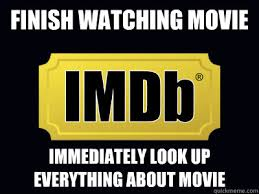 FINISH WATCHING MOVIE
IMDb®
IMMEDIATELY LOOK UP
EVERYTHING ABOUT MOVIE
quickmeme.com